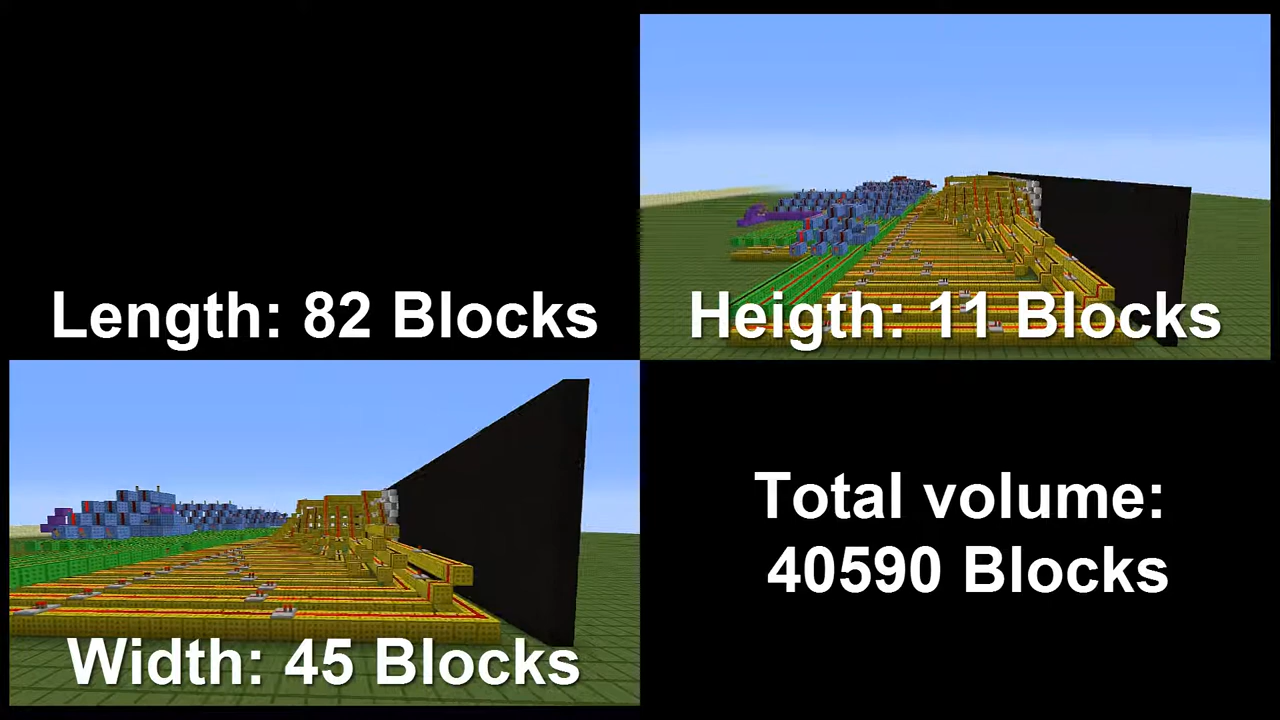 Length: 82 Blocks
Heigth: 11 Blocks
Width: 45 Blocks
Total volume:
40590 Blocks